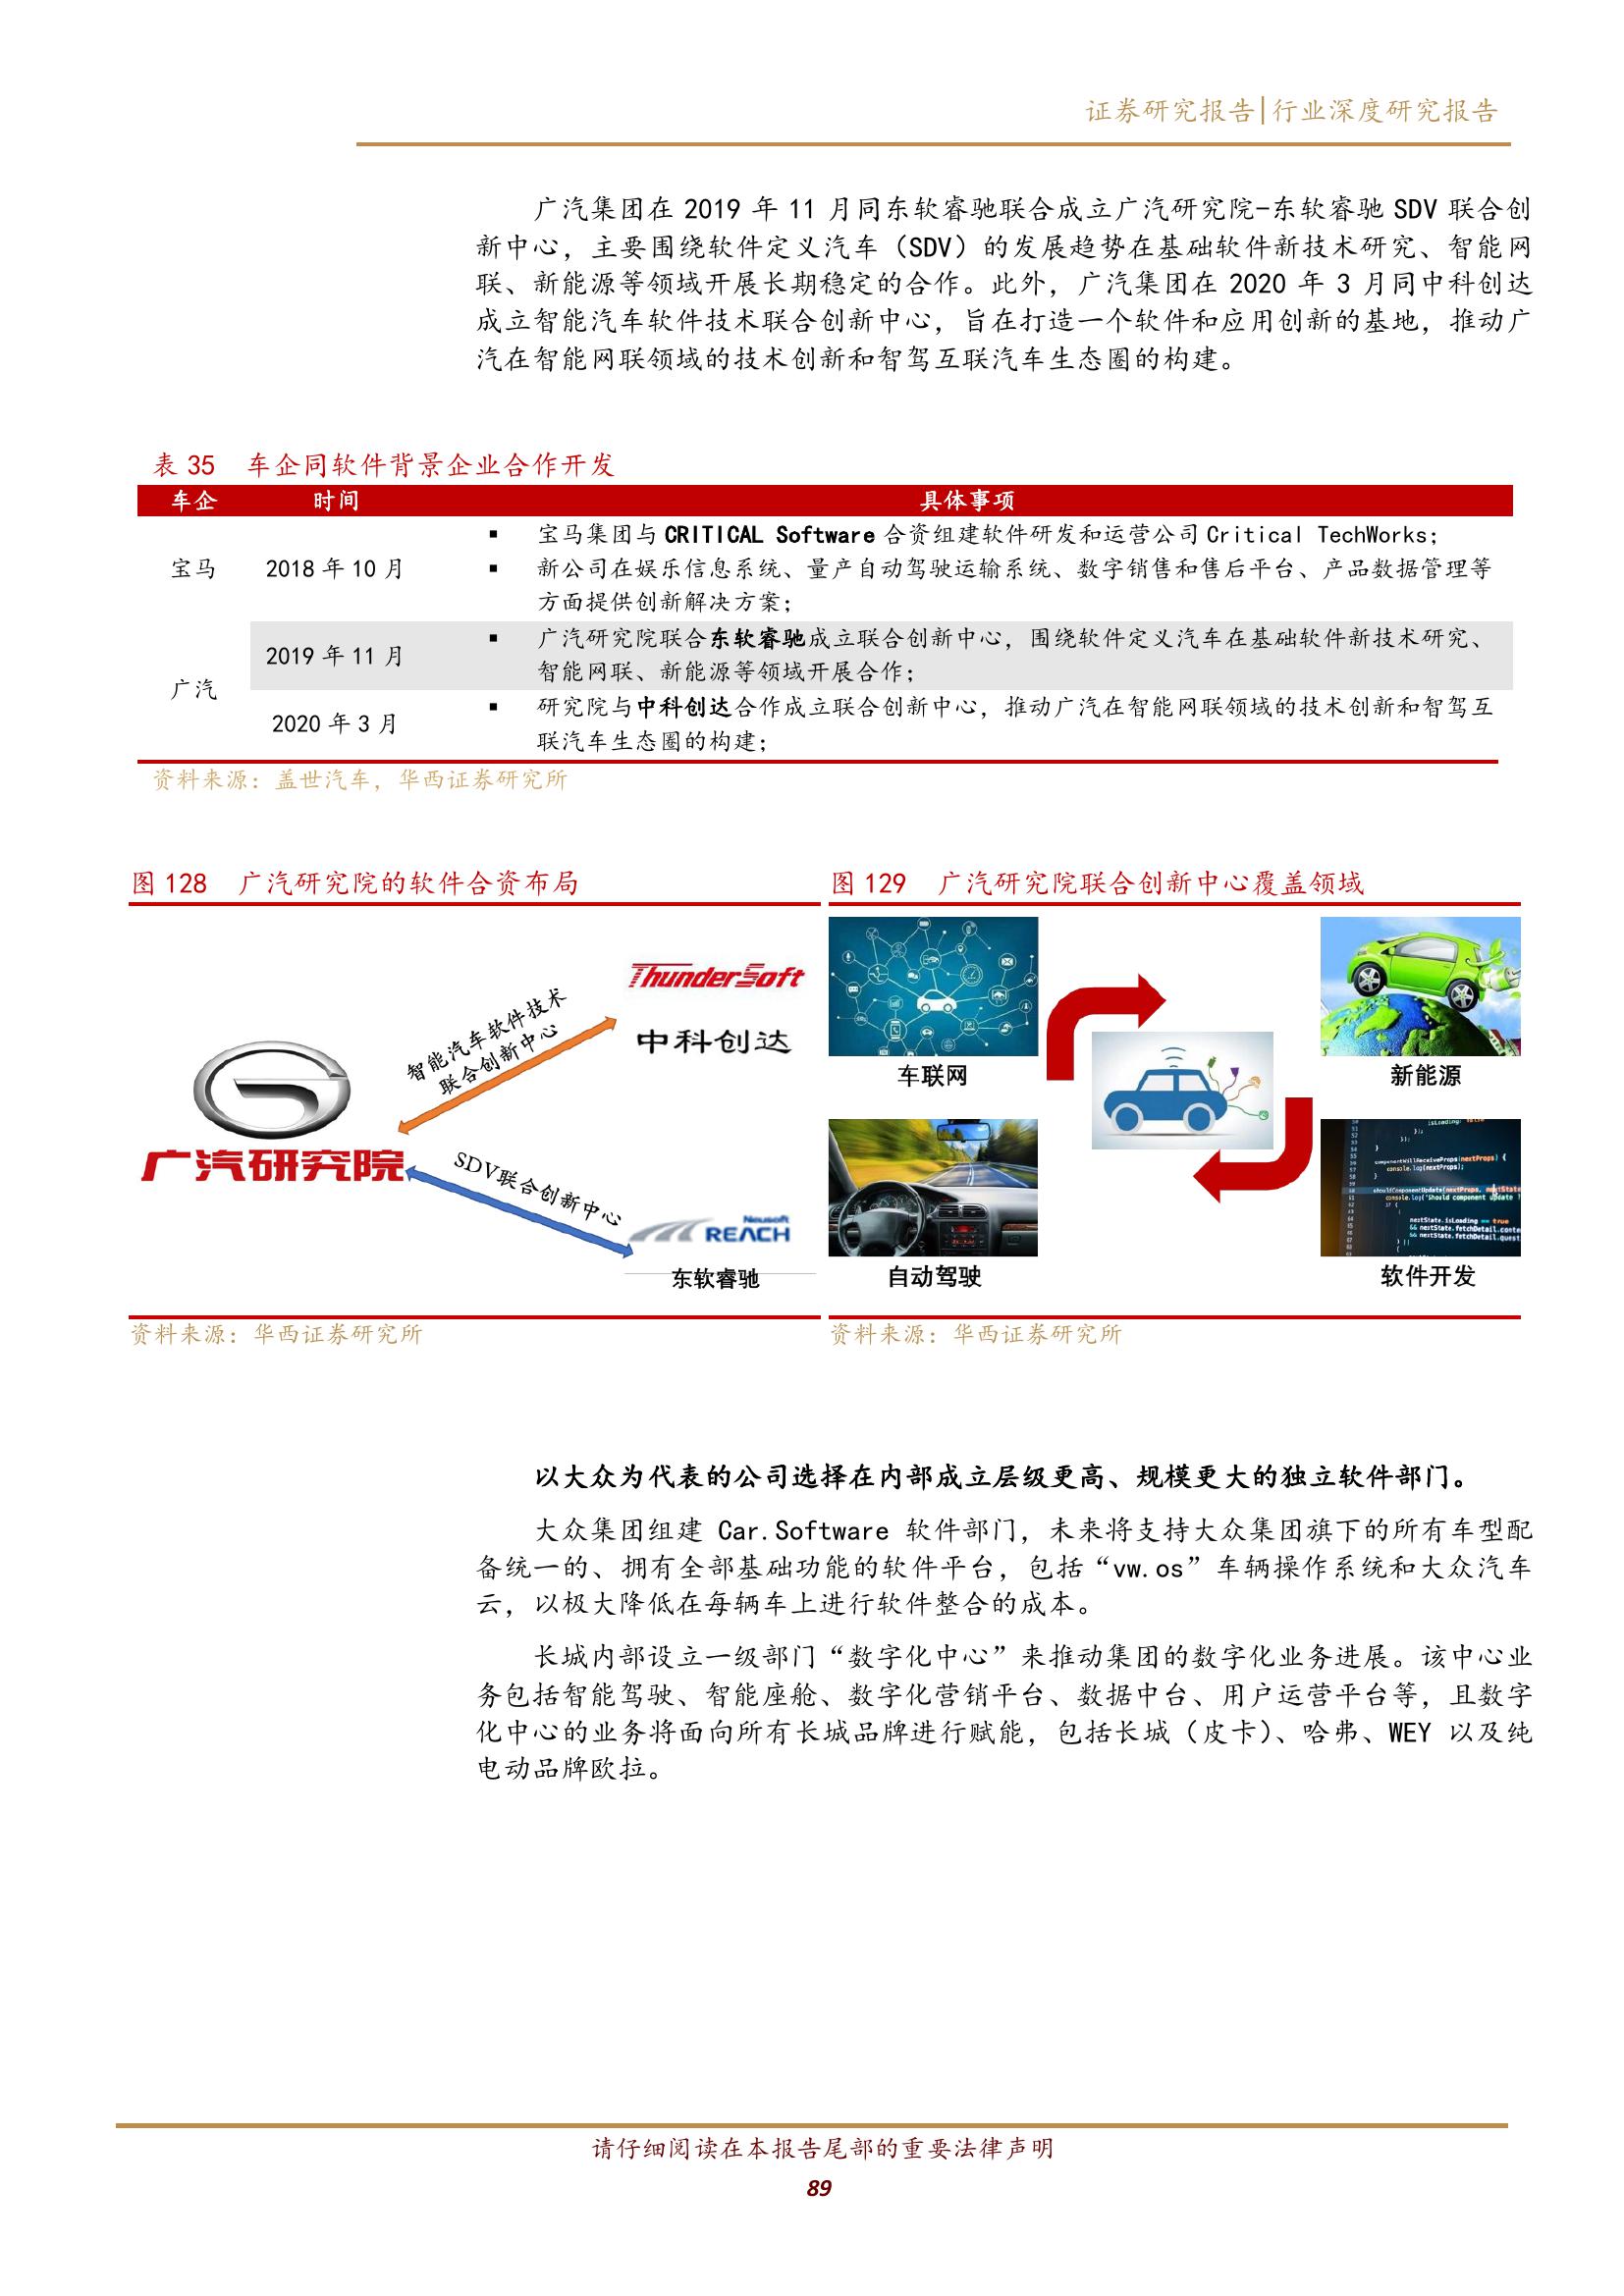 证券研究报告|行业深度研究报告
广汽集团在 2019 年 11 月同东软睿驰联合成立广汽研究院-东软睿驰 SDV 联合创
新中心，主要围绕软件定义汽车（SDV）的发展趋势在基础软件新技术研究、智能网
联、新能源等领域开展长期稳定的合作。此外，广汽集团在 2020 年 3 月同中科创达
成立智能汽车软件技术联合创新中心，旨在打造一个软件和应用创新的基地，推动广
汽在智能网联领域的技术创新和智驾互联汽车生态圈的构建。
表 35 车企同软件背景企业合作开发
车企 时间 具体事项
宝马 2018 年 10 月
▪ 宝马集团与 CRITICAL Software 合资组建软件研发和运营公司 Critical TechWorks；
▪ 新公司在娱乐信息系统、量产自动驾驶运输系统、数字销售和售后平台、产品数据管理等
方面提供创新解决方案；
广汽
2019 年 11 月
▪ 广汽研究院联合东软睿驰成立联合创新中心，围绕软件定义汽车在基础软件新技术研究、
智能网联、新能源等领域开展合作；
2020 年 3 月
▪ 研究院与中科创达合作成立联合创新中心，推动广汽在智能网联领域的技术创新和智驾互
联汽车生态圈的构建；
资料来源：盖世汽车，华西证券研究所
图 128 广汽研究院的软件合资布局
广汽研究院
智能汽车软件技术
联合创新中心
ThunderSoft
中科创达
SDV联合创新中心
Neusoft
REACH
东软睿驰
资料来源：华西证券研究所
图 129 广汽研究院联合创新中心覆盖领域
车联网
新能源
自动驾驶
软件开发
资料来源：华西证券研究所
以大众为代表的公司选择在内部成立层级更高、规模更大的独立软件部门。
大众集团组建 Car.Software 软件部门，未来将支持大众集团旗下的所有车型配
备统一的、拥有全部基础功能的软件平台，包括“vw.os”车辆操作系统和大众汽车
云，以极大降低在每辆车上进行软件整合的成本。
长城内部设立一级部门“数字化中心”来推动集团的数字化业务进展。该中心业
务包括智能驾驶、智能座舱、数字化营销平台、数据中台、用户运营平台等，且数字
化中心的业务将面向所有长城品牌进行赋能，包括长城（皮卡）、哈弗、WEY 以及纯
电动品牌欧拉。
请仔细阅读在本报告尾部的重要法律声明
89